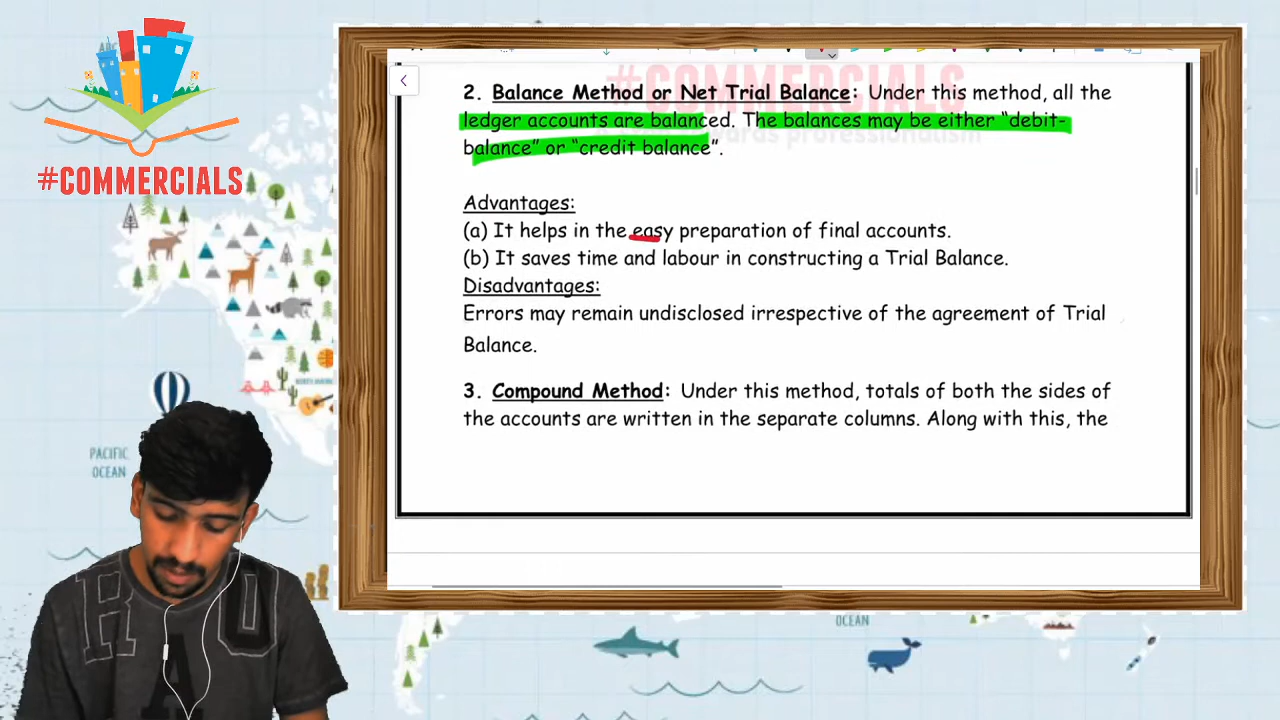 #COMMERCIALS
#COMMERCIALS
2. Balance Method or Net Trial Balance: Under this method, all the
ledger accounts are balanced. The balances may be either “debit-
balance” or “credit balance”.
towards professionalism
Advantages:
(a) It helps in the easy preparation of final accounts.
(b) It saves time and labour in constructing a Trial Balance.
Disadvantages:
Errors may remain undisclosed irrespective of the agreement of Trial
Balance.
3. Compound Method: Under this method, totals of both the sides of
the accounts are written in the separate columns. Along with this, the
PACIFIC
OCEAN
OCEAN